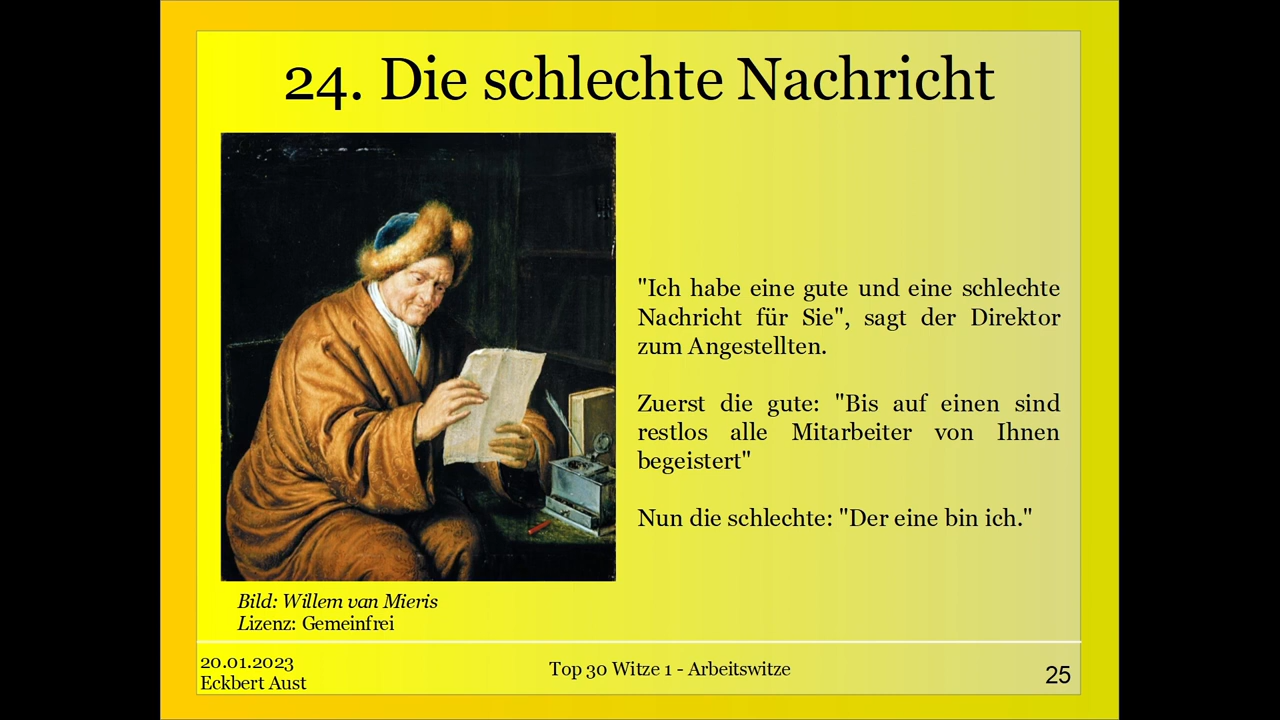 24. Die schlechte Nachricht
"Ich habe eine gute und eine schlechte
Nachricht für Sie", sagt der Direktor
zum Angestellten.
Zuerst die gute: "Bis auf einen sind
restlos alle Mitarbeiter von Ihnen
begeistert"
Nun die schlechte: "Der eine bin ich."
Bild: Willem van Mieris
Lizenz: Gemeinfrei
20.01.2023
Eckbert Aust
Top 30 Witze 1 - Arbeitswitze
25